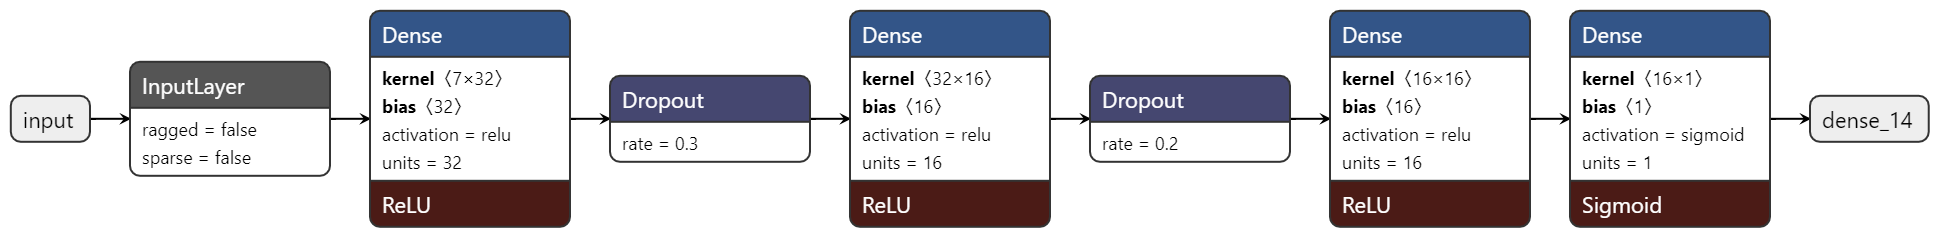 input
InputLayer
ragged = false
sparse = false
Dense
kernel〈7×32〉
bias〈32〉
activation = relu
units = 32
ReLU
Dropout
rate = 0.3
Dense
kernel〈32×16〉
bias〈16〉
activation = relu
units = 16
ReLU
Dropout
rate = 0.2
Dense
kernel〈16×16〉
bias〈16〉
activation = relu
units = 16
ReLU
Dense
kernel〈16×1〉
bias〈1〉
activation = sigmoid
units = 1
Sigmoid
dense_14